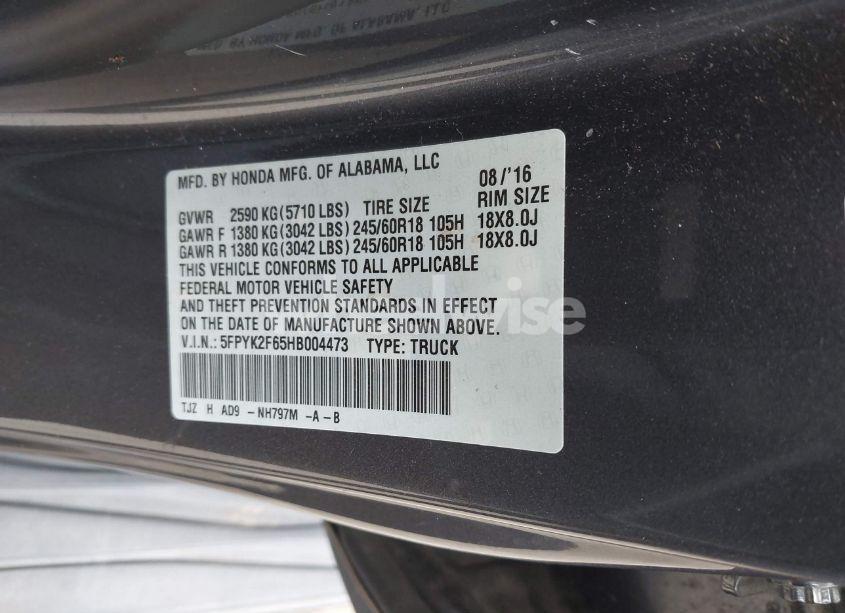 MFD. BY HONDA MFG. OF ALABAMA, LLC 08/'16
GVWR 2590 KG(5710 LBS) TIRE SIZE RIM SIZE
GAWR F 1380 KG(3042 LBS) 245/60R18 105H 18X8.0J
GAWR R 1380 KG(3042 LBS) 245/60R18 105H 18X8.0J
THIS VEHICLE CONFORMS TO ALL APPLICABLE
FEDERAL MOTOR VEHICLE SAFETY
AND THEFT PREVENTION STANDARDS IN EFFECT
ON THE DATE OF MANUFACTURE SHOWN ABOVE.
V.I.N.: 5FPYK2F65HB004473 TYPE: TRUCK
TJZ H AD9 -NH797M -A -B